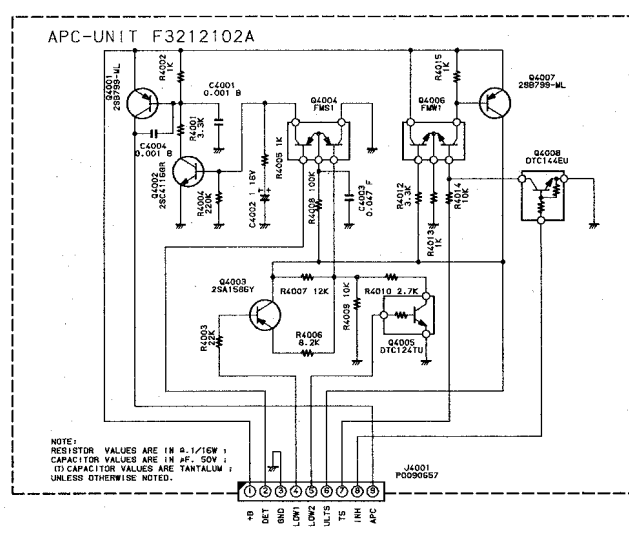 APC-UNIT F3212102A
Q4001
2SB799-ML
R4002
1K
C4001
0.001 B
R4001
3.3K
C4004
0.001 B
Q4002
2SC4116GR
R4004
220K
C4002 1 16V
R4005 1K
Q4004
FMS1
R4008 100K
C4003
0.047 F
Q4006
FMW1
R4015
1K
Q4007
2SB799-ML
R4012
3.3K
R4013
1K
R4014
10K
Q4008
DTC144EU
Q4003
2SA1586Y
R4003
22K
R4007 12K
R4006
8.2K
R4009 10K
R4010 2.7K
Q4005
DTC124TU
NOTE:
RESISTOR VALUES ARE IN Ω.1/16W ;
CAPACITOR VALUES ARE IN μF. 50V ;
(T) CAPACITOR VALUES ARE TANTALUM ;
UNLESS OTHERWISE NOTED.
J4001
P0090657
1 2 3 4 5 6 7 8 9
+B DET GND LOW1 LOW2 ULTS TS INH APC